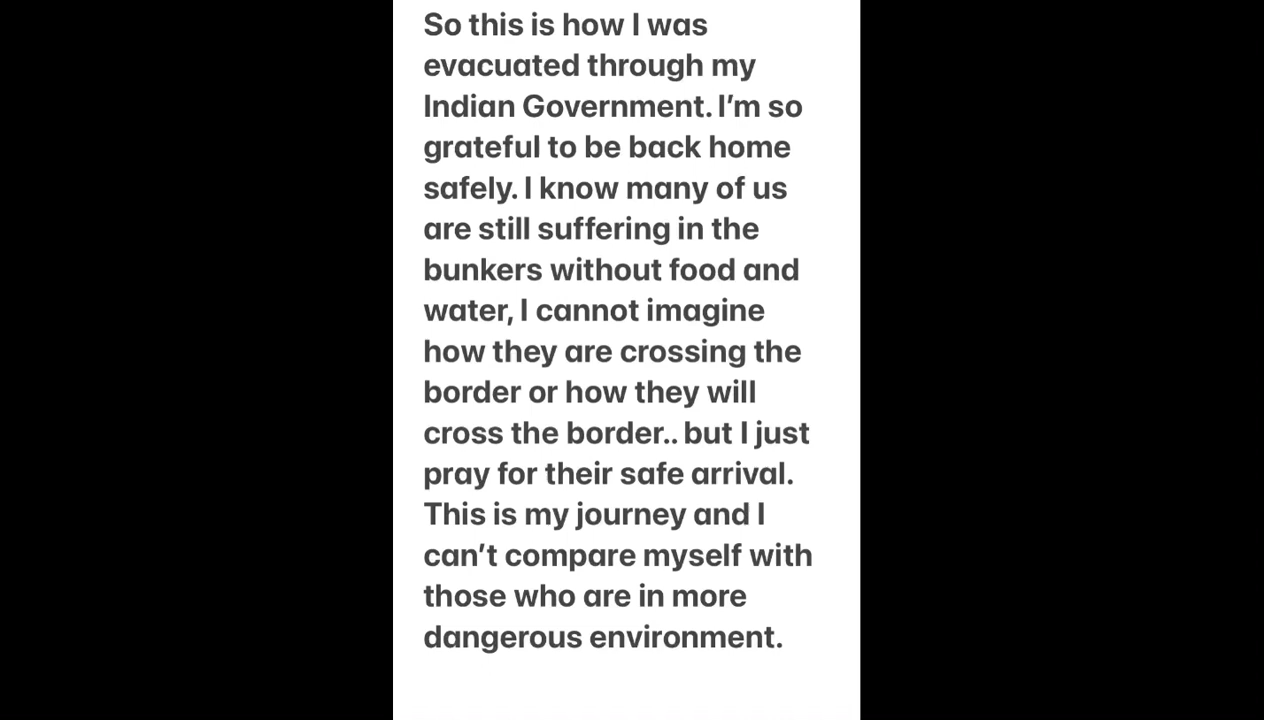 So this is how I was
evacuated through my
Indian Government. I’m so
grateful to be back home
safely. I know many of us
are still suffering in the
bunkers without food and
water, I cannot imagine
how they are crossing the
border or how they will
cross the border.. but I just
pray for their safe arrival.
This is my journey and I
can’t compare myself with
those who are in more
dangerous environment.